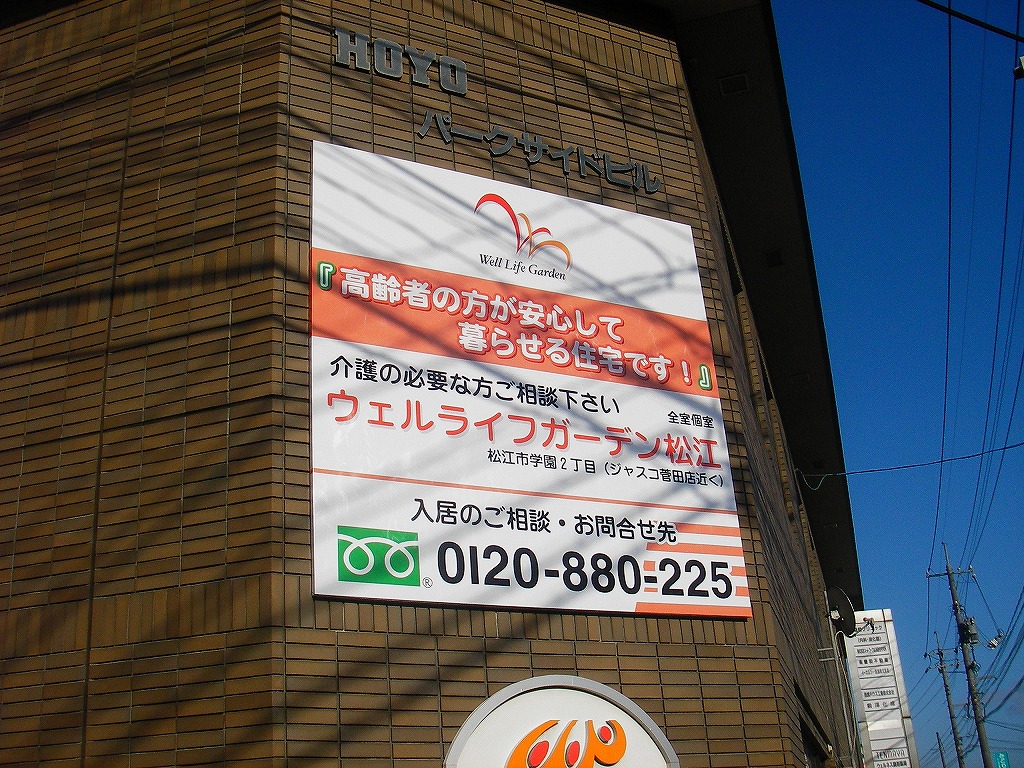 HOYO
パークサイドビル
Well Life Garden
『高齢者の方が安心して
暮らせる住宅です！』
介護の必要な方ご相談下さい
全室個室
ウェルライフガーデン松江
松江市学園2丁目（ジャスコ菅田店近く）
入居のご相談・お問合せ先
® 0120-880-225